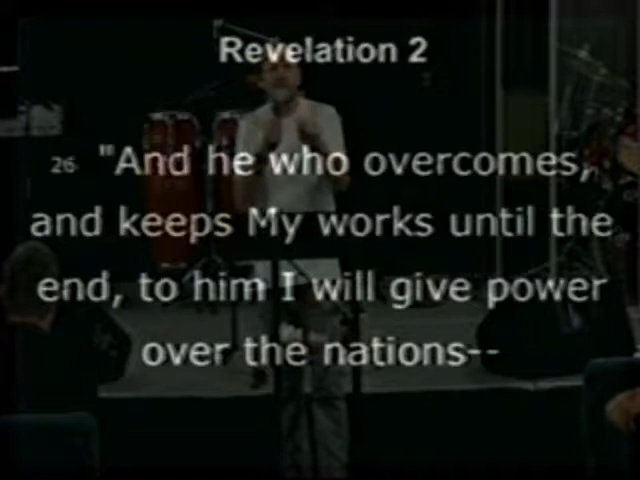 Revelation 2
26 "And he who overcomes,
and keeps My works until the
end, to him I will give power
over the nations--